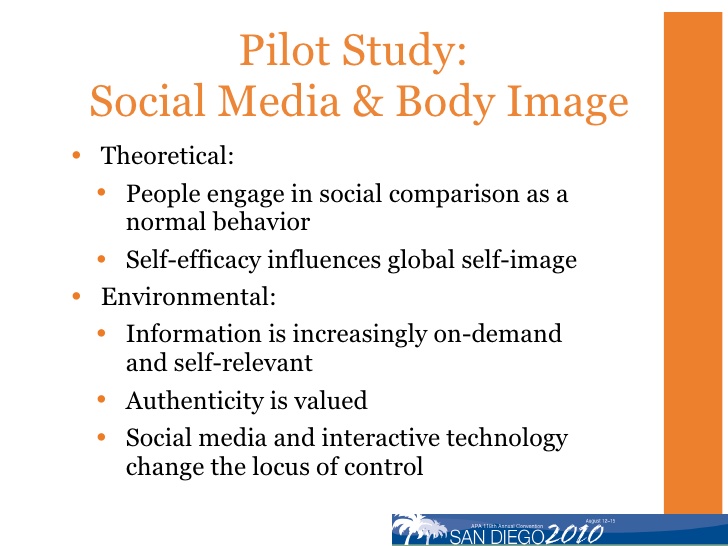 Pilot Study:
Social Media & Body Image
• Theoretical:
• People engage in social comparison as a
normal behavior
• Self-efficacy influences global self-image
• Environmental:
• Information is increasingly on-demand
and self-relevant
• Authenticity is valued
• Social media and interactive technology
change the locus of control
August 12–15
APA 118th Annual Convention
SAN DIEGO 2010